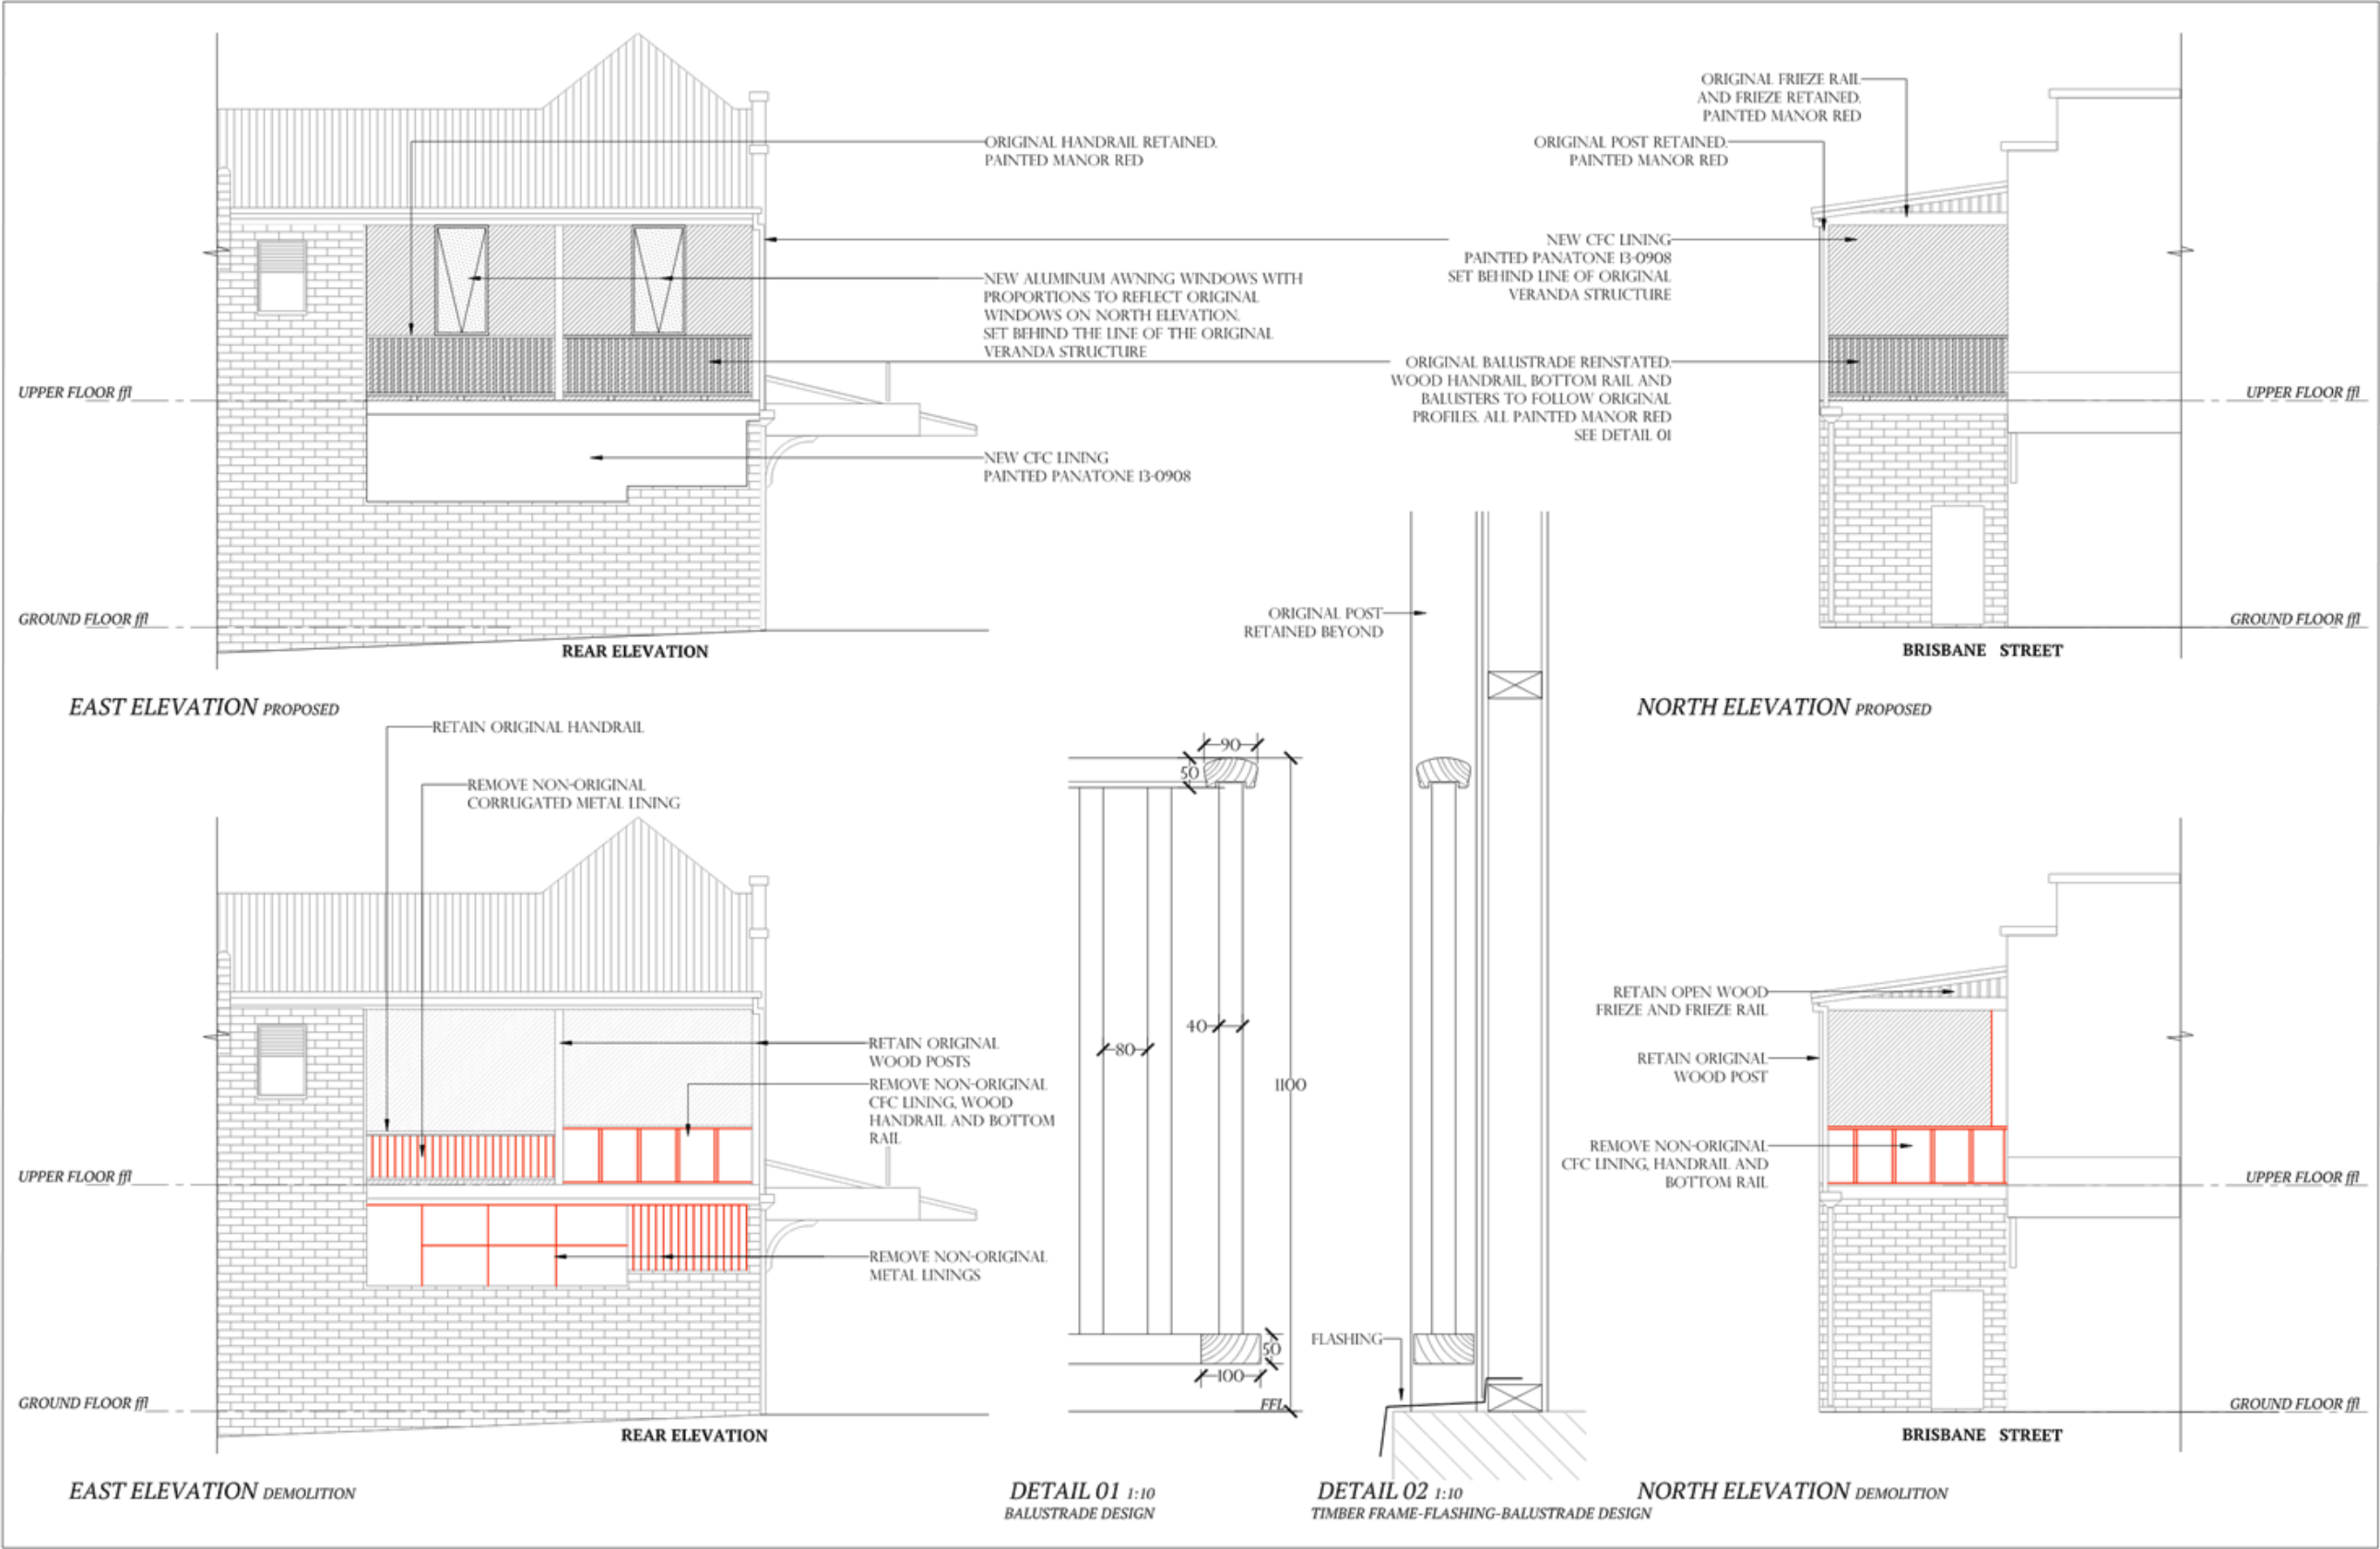 ORIGINAL HANDRAIL RETAINED.
PAINTED MANOR RED
NEW ALUMINUM AWNING WINDOWS WITH
PROPORTIONS TO REFLECT ORIGINAL
WINDOWS ON NORTH ELEVATION.
SET BEHIND THE LINE OF THE ORIGINAL
VERANDA STRUCTURE
NEW CFC LINING
PAINTED PANATONE 13-0908
UPPER FLOOR ffl
GROUND FLOOR ffl
REAR ELEVATION
EAST ELEVATION PROPOSED
ORIGINAL FRIEZE RAIL
AND FRIEZE RETAINED.
PAINTED MANOR RED
ORIGINAL POST RETAINED.
PAINTED MANOR RED
NEW CFC LINING
PAINTED PANATONE 13-0908
SET BEHIND LINE OF ORIGINAL
VERANDA STRUCTURE
ORIGINAL BALUSTRADE REINSTATED.
WOOD HANDRAIL, BOTTOM RAIL AND
BALUSTERS TO FOLLOW ORIGINAL
PROFILES. ALL PAINTED MANOR RED
SEE DETAIL 01
UPPER FLOOR ffl
GROUND FLOOR ffl
BRISBANE STREET
NORTH ELEVATION PROPOSED
RETAIN ORIGINAL HANDRAIL
REMOVE NON-ORIGINAL
CORRUGATED METAL LINING
RETAIN ORIGINAL
WOOD POSTS
REMOVE NON-ORIGINAL
CFC LINING, WOOD
HANDRAIL AND BOTTOM
RAIL
REMOVE NON-ORIGINAL
METAL LININGS
UPPER FLOOR ffl
GROUND FLOOR ffl
REAR ELEVATION
EAST ELEVATION DEMOLITION
90
50
40
80
1100
50
100
FFL
DETAIL 01 1:10
BALUSTRADE DESIGN
ORIGINAL POST
RETAINED BEYOND
FLASHING
DETAIL 02 1:10
TIMBER FRAME-FLASHING-BALUSTRADE DESIGN
RETAIN OPEN WOOD
FRIEZE AND FRIEZE RAIL
RETAIN ORIGINAL
WOOD POST
REMOVE NON-ORIGINAL
CFC LINING, HANDRAIL AND
BOTTOM RAIL
UPPER FLOOR ffl
GROUND FLOOR ffl
BRISBANE STREET
NORTH ELEVATION DEMOLITION